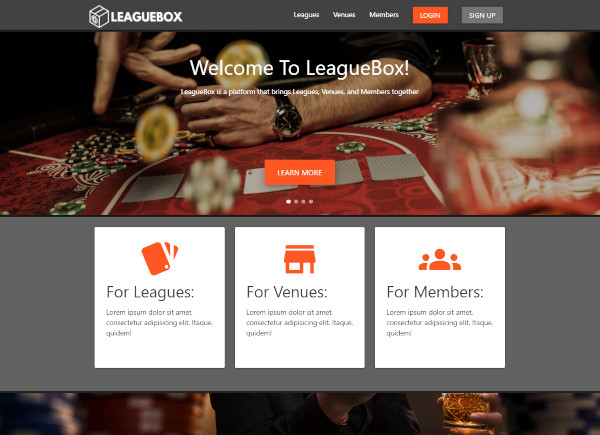 LEAGUEBOX
Leagues Venues Members LOGIN SIGN UP
Welcome To LeagueBox!
LeagueBox is a platform that brings Leagues, Venues, and Members together
LEARN MORE
For Leagues:
Lorem ipsum dolor sit amet,
consectetur adipisicing elit. Itaque,
quidem!
For Venues:
Lorem ipsum dolor sit amet,
consectetur adipisicing elit. Itaque,
quidem!
For Members:
Lorem ipsum dolor sit amet,
consectetur adipisicing elit. Itaque,
quidem!